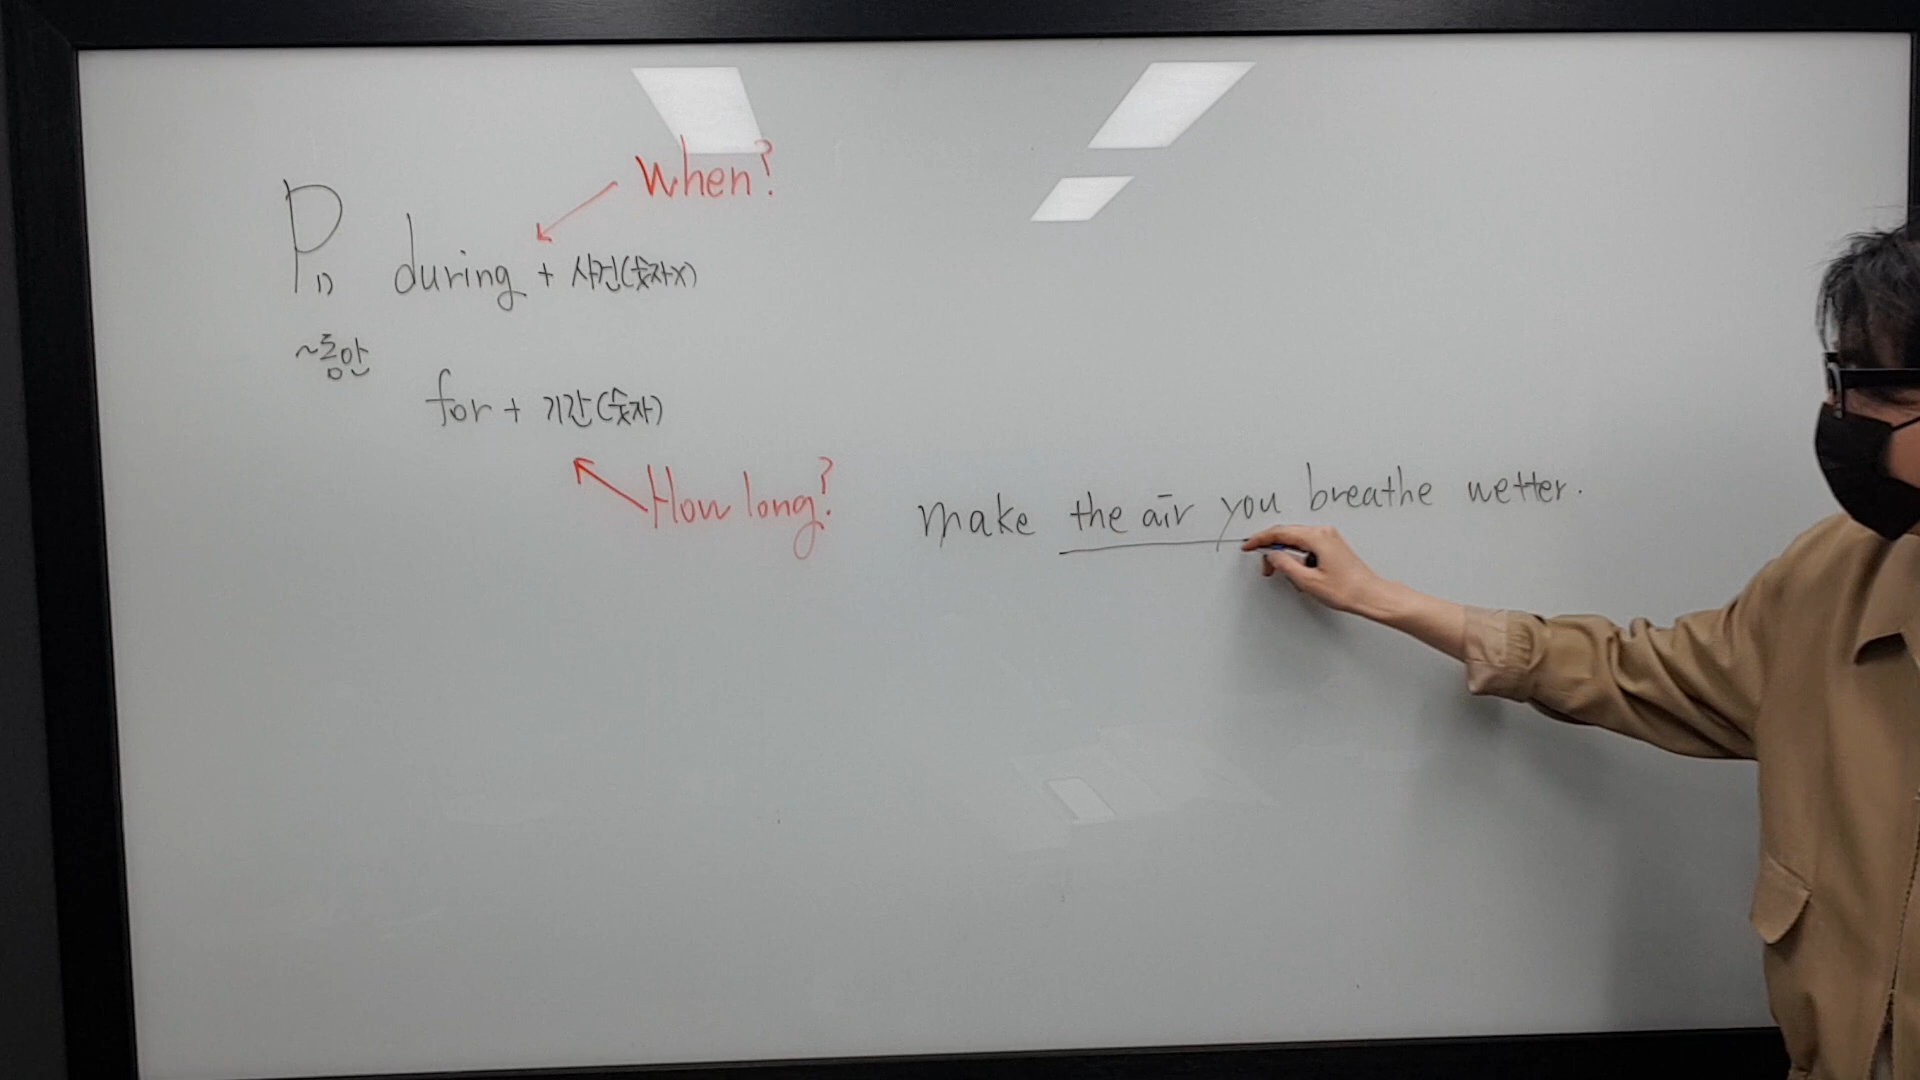 When?
P. 1) during + 사건(숫자X)
~동안
for + 기간(숫자)
How long?
make the air you breathe wetter.